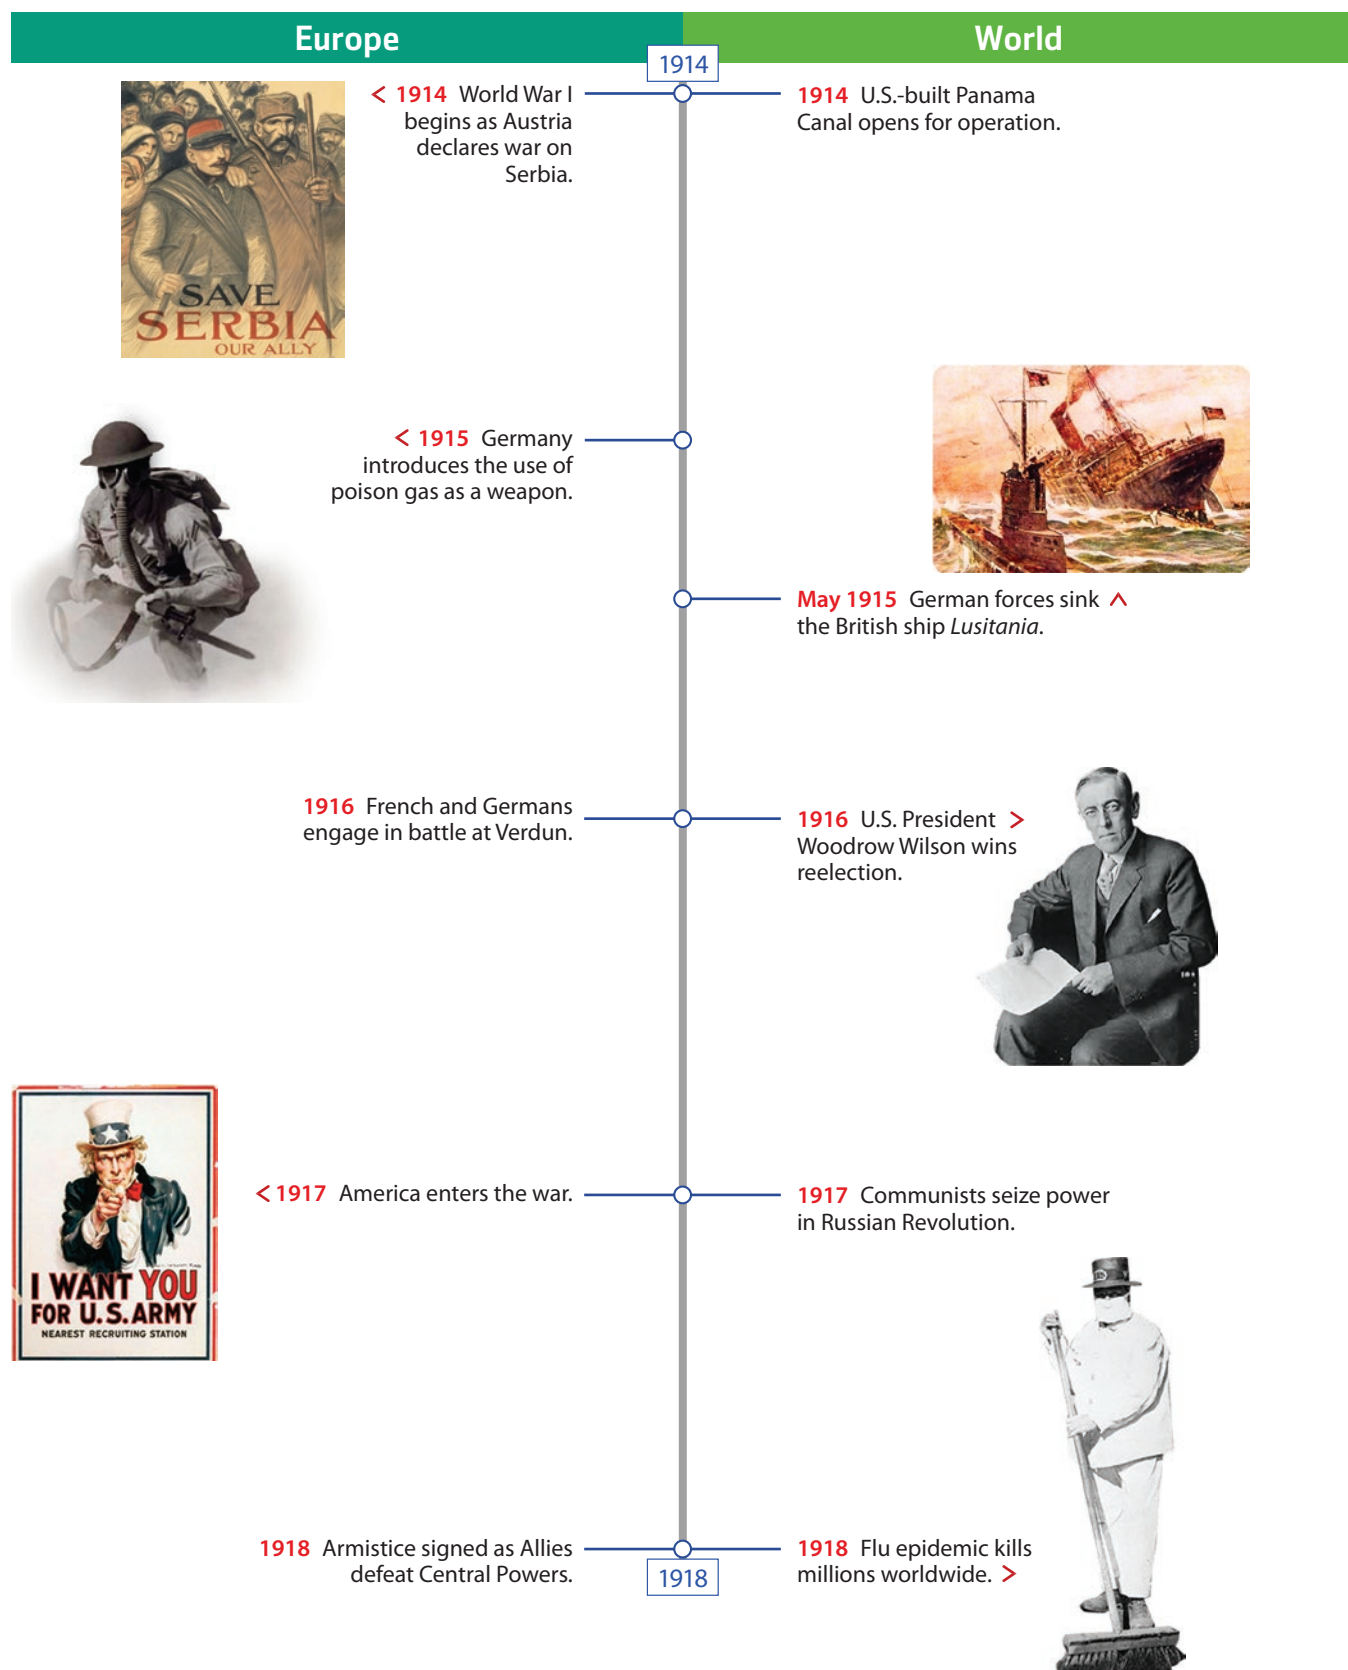 Europe
World
1914
< 1914 World War I
begins as Austria
declares war on
Serbia.
1914 U.S.-built Panama
Canal opens for operation.
SAVE
SERBIA
OUR ALLY
< 1915 Germany
introduces the use of
poison gas as a weapon.
May 1915 German forces sink ^
the British ship Lusitania.
1916 French and Germans
engage in battle at Verdun.
1916 U.S. President >
Woodrow Wilson wins
reelection.
< 1917 America enters the war.
I WANT YOU
FOR U.S. ARMY
NEAREST RECRUITING STATION
1917 Communists seize power
in Russian Revolution.
1918 Armistice signed as Allies
defeat Central Powers.
1918 Flu epidemic kills
millions worldwide. >
1918